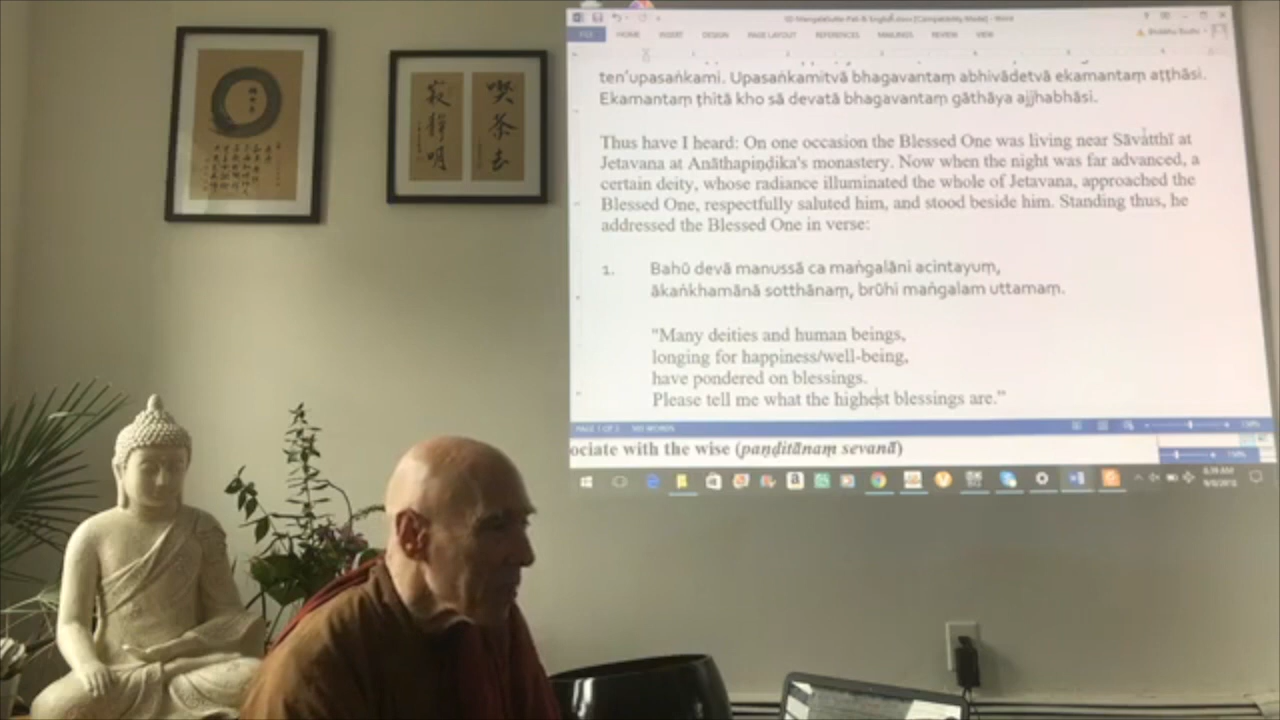 HOME INSERT DESIGN PAGE LAYOUT REFERENCES MAILINGS REVIEW VIEW
ten'upasaṅkami. Upasaṅkamitvā bhagavantaṃ abhivādetvā ekamantaṃ aṭṭhāsi.
Ekamantaṃ ṭhitā kho sā devatā bhagavantaṃ gāthāya ajjhabhāsi.
Thus have I heard: On one occasion the Blessed One was living near Sāvatthī at
Jetavana at Anāthapiṇḍika's monastery. Now when the night was far advanced, a
certain deity, whose radiance illuminated the whole of Jetavana, approached the
Blessed One, respectfully saluted him, and stood beside him. Standing thus, he
addressed the Blessed One in verse:
1. Bahū devā manussā ca maṅgalāni acintayuṃ,
ākaṅkhamānā sotthānaṃ, brūhi maṅgalam uttamaṃ.
"Many deities and human beings,
longing for happiness/well-being,
have pondered on blessings.
Please tell me what the highest blessings are."
ociate with the wise (paṇḍitānaṃ sevanā)
喫茶去
寂靜明